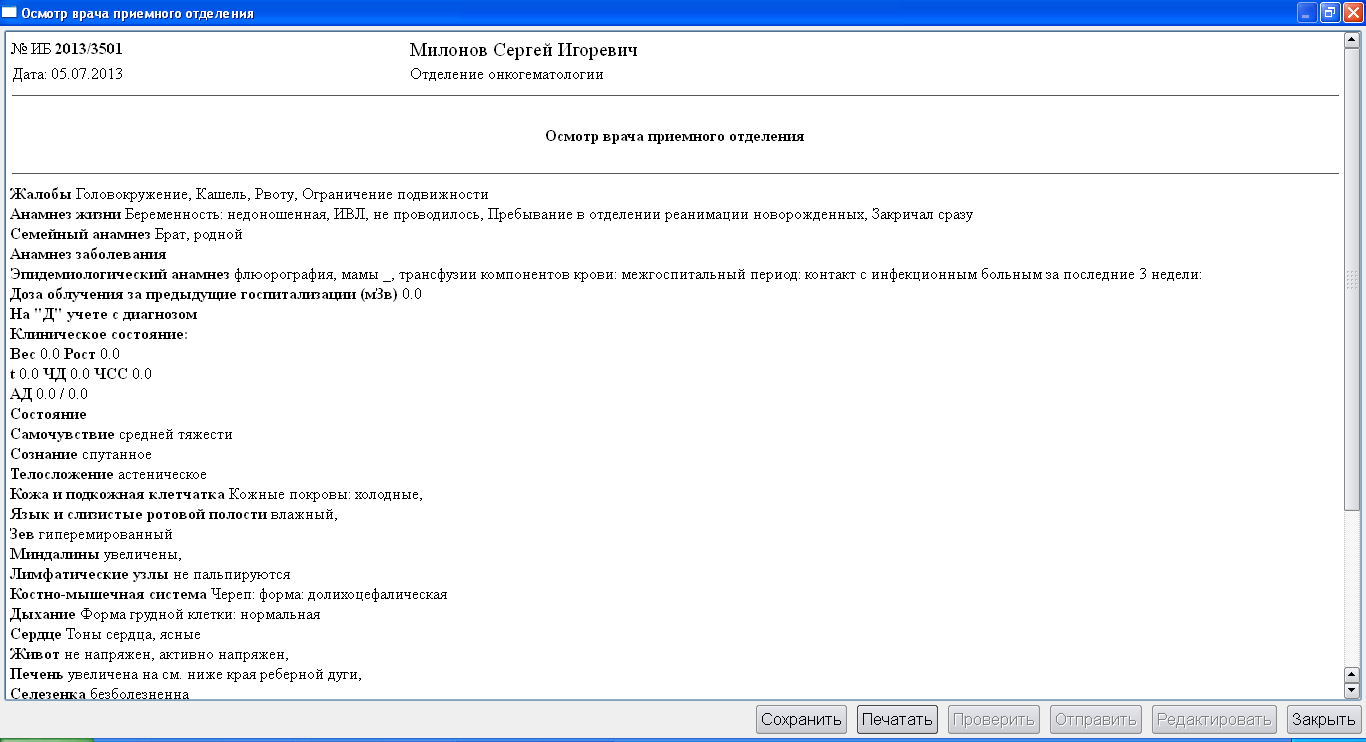 Осмотр врача приемного отделения
№ ИБ 2013/3501
Милонов Сергей Игоревич
Дата: 05.07.2013
Отделение онкогематологии
Осмотр врача приемного отделения
Жалобы Головокружение, Кашель, Рвоту, Ограничение подвижности
Анамнез жизни Беременность: недоношенная, ИВЛ, не проводилось, Пребывание в отделении реанимации новорожденных, Закричал сразу
Семейный анамнез Брат, родной
Анамнез заболевания
Эпидемиологический анамнез флюорография, мамы _, трансфузии компонентов крови: межгоспитальный период: контакт с инфекционным больным за последние 3 недели:
Доза облучения за предыдущие госпитализации (мЗв) 0.0
На "Д" учете с диагнозом
Клиническое состояние:
Вес 0.0 Рост 0.0
t 0.0 ЧД 0.0 ЧСС 0.0
АД 0.0 / 0.0
Состояние
Самочувствие средней тяжести
Сознание спутанное
Телосложение астеническое
Кожа и подкожная клетчатка Кожные покровы: холодные,
Язык и слизистые ротовой полости влажный,
Зев гиперемированный
Миндалины увеличены,
Лимфатические узлы не пальпируются
Костно-мышечная система Череп: форма: долихоцефалическая
Дыхание Форма грудной клетки: нормальная
Сердце Тоны сердца, ясные
Живот не напряжен, активно напряжен,
Печень увеличена на см. ниже края реберной дуги,
Селезенка безболезненна
Сохранить Печатать Проверить Отправить Редактировать Закрыть